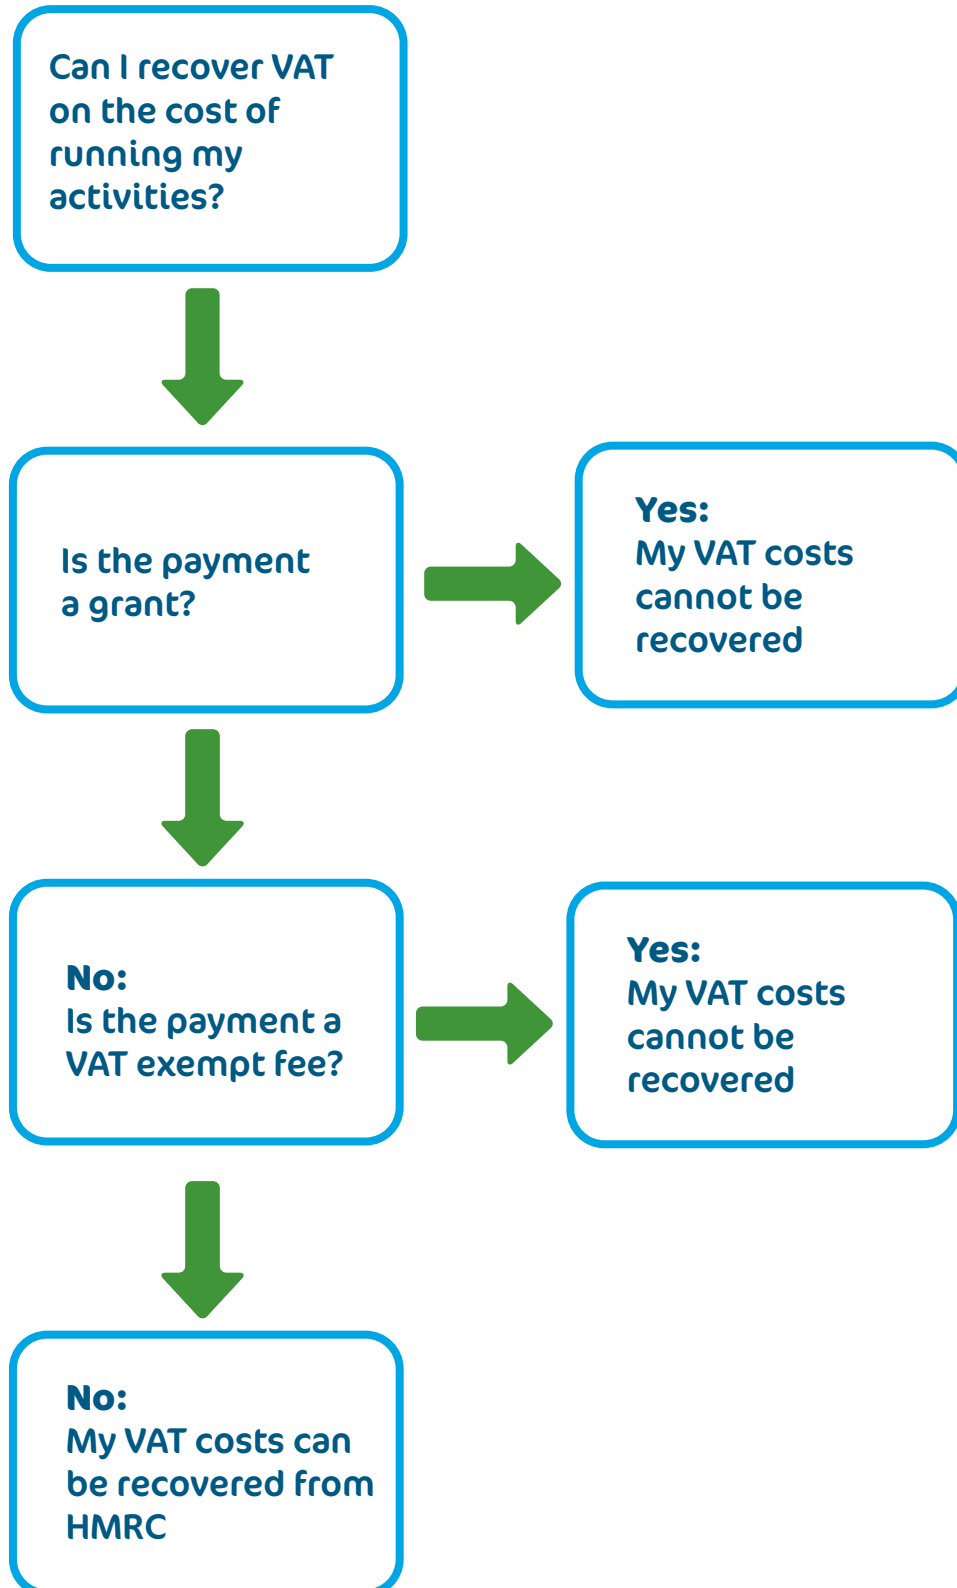 Can I recover VAT
on the cost of
running my
activities?
Is the payment
a grant?
Yes:
My VAT costs
cannot be
recovered
No:
Is the payment a
VAT exempt fee?
Yes:
My VAT costs
cannot be
recovered
No:
My VAT costs can
be recovered from
HMRC